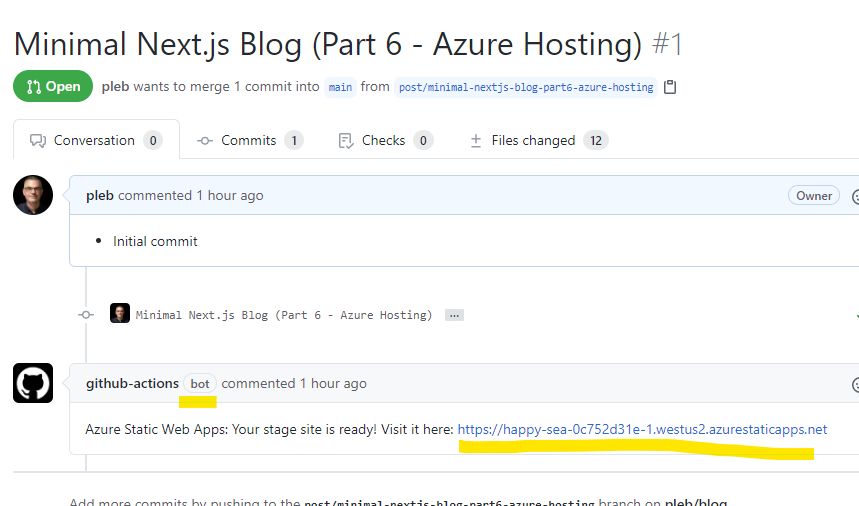 Minimal Next.js Blog (Part 6 - Azure Hosting) #1
Open pleb wants to merge 1 commit into main from post/minimal-nextjs-blog-part6-azure-hosting
Conversation 0 Commits 1 Checks 0 Files changed 12
pleb commented 1 hour ago Owner
• Initial commit
Minimal Next.js Blog (Part 6 - Azure Hosting) ...
github-actions bot commented 1 hour ago
Azure Static Web Apps: Your stage site is ready! Visit it here: https://happy-sea-0c752d31e-1.westus2.azurestaticapps.net
Add more commits by pushing to the post/minimal-nextjs-blog-part6-azure-hosting branch on pleb/blog